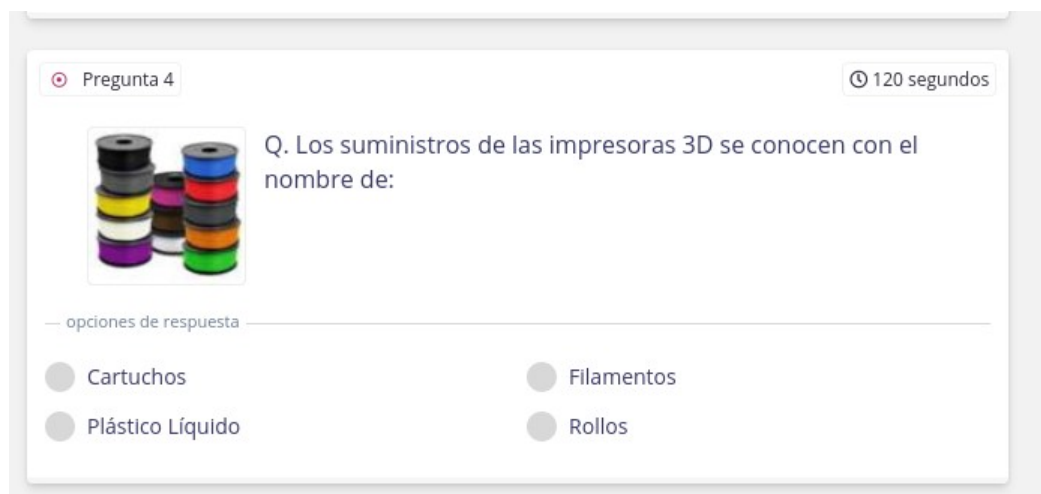 Pregunta 4
120 segundos
Q. Los suministros de las impresoras 3D se conocen con el
nombre de:
opciones de respuesta
Cartuchos
Filamentos
Plástico Líquido
Rollos